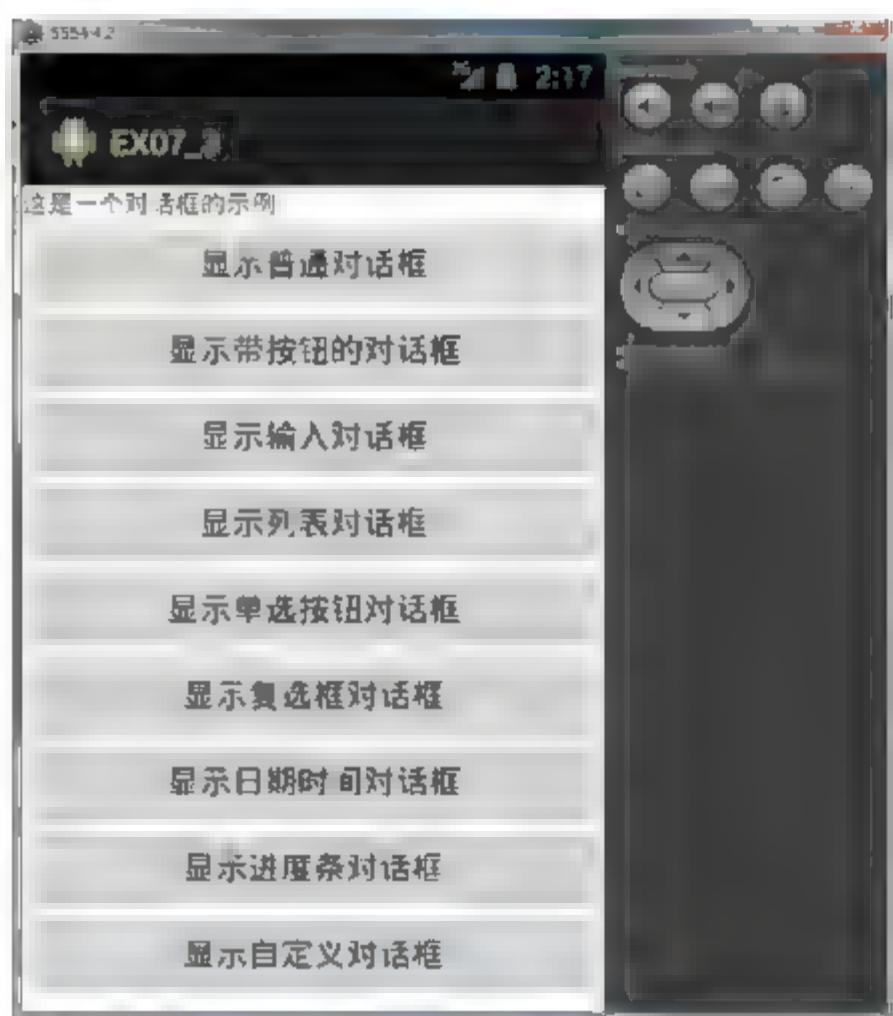 2:17
这是一个对话框的示例
显示普通对话框
显示带按钮的对话框
显示输入对话框
显示列表对话框
显示单选按钮对话框
显示复选框对话框
显示日期时间对话框
显示进度条对话框
显示自定义对话框